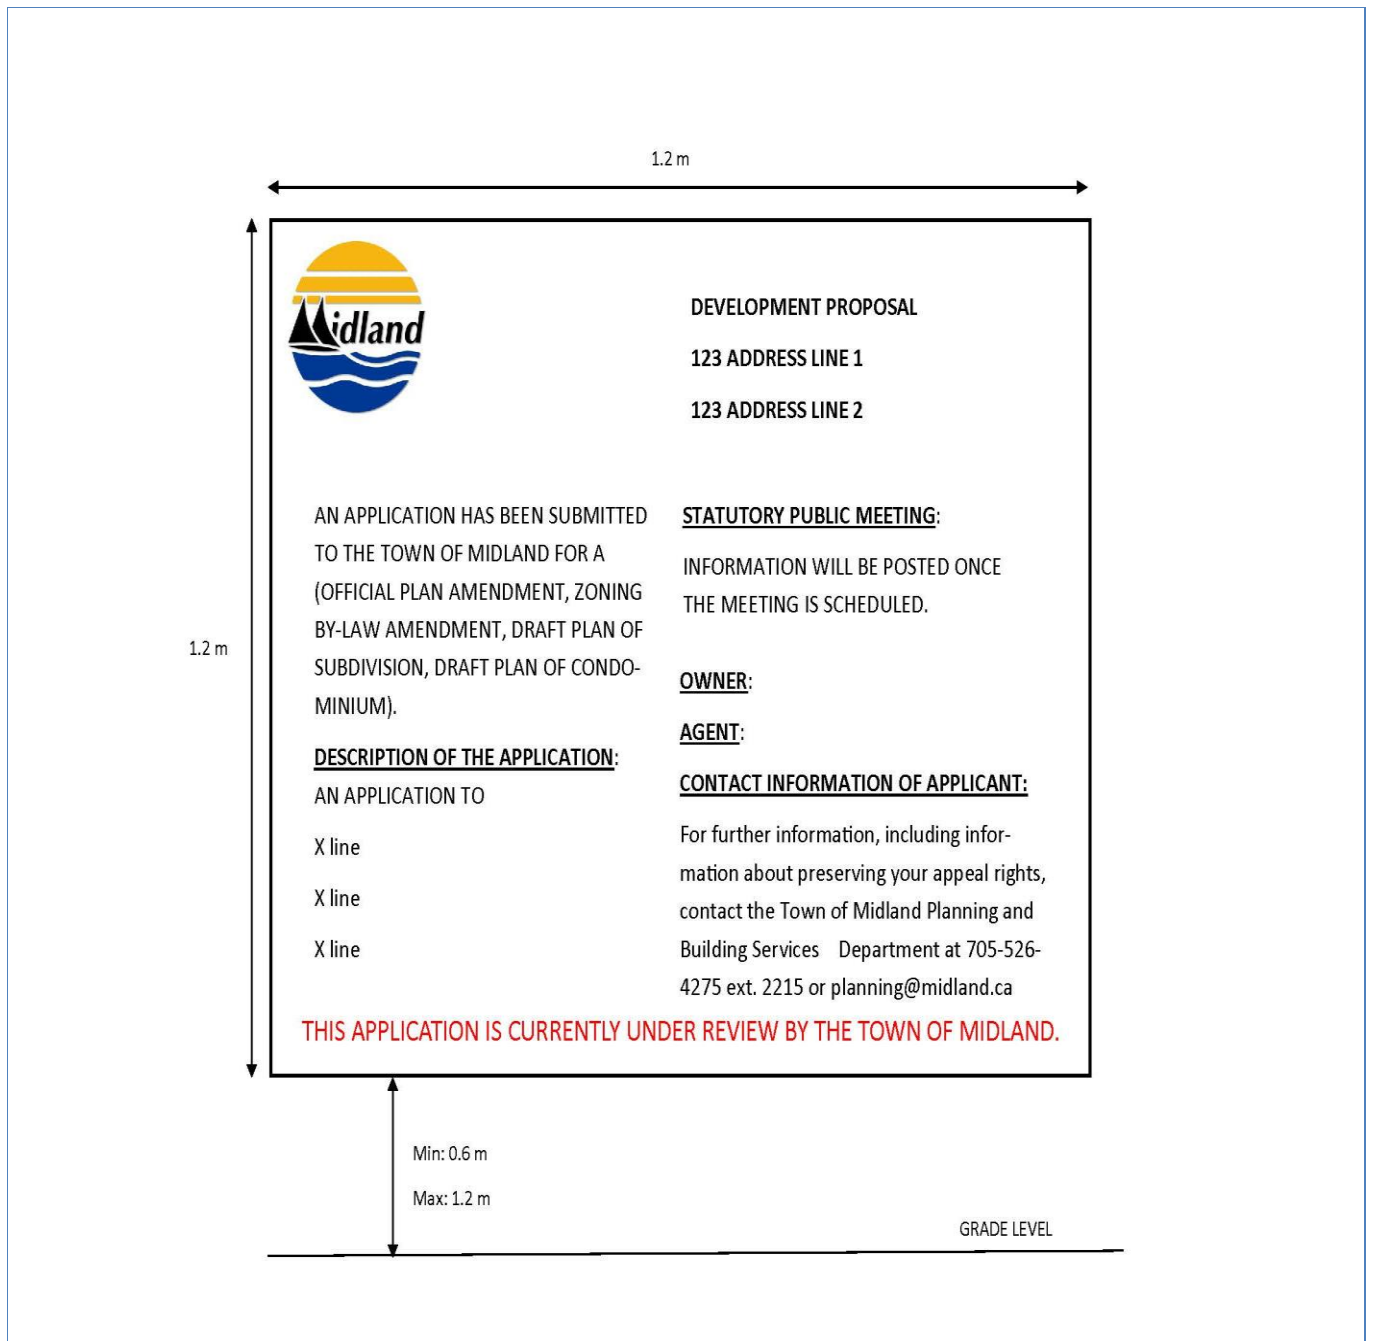 1.2 m
Midland
DEVELOPMENT PROPOSAL
123 ADDRESS LINE 1
123 ADDRESS LINE 2
1.2 m
AN APPLICATION HAS BEEN SUBMITTED
TO THE TOWN OF MIDLAND FOR A
(OFFICIAL PLAN AMENDMENT, ZONING
BY-LAW AMENDMENT, DRAFT PLAN OF
SUBDIVISION, DRAFT PLAN OF CONDO-
MINIUM).
DESCRIPTION OF THE APPLICATION:
AN APPLICATION TO
X line
X line
X line
STATUTORY PUBLIC MEETING:
INFORMATION WILL BE POSTED ONCE
THE MEETING IS SCHEDULED.
OWNER:
AGENT:
CONTACT INFORMATION OF APPLICANT:
For further information, including infor-
mation about preserving your appeal rights,
contact the Town of Midland Planning and
Building Services Department at 705-526-
4275 ext. 2215 or planning@midland.ca
THIS APPLICATION IS CURRENTLY UNDER REVIEW BY THE TOWN OF MIDLAND.
Min: 0.6 m
Max: 1.2 m
GRADE LEVEL